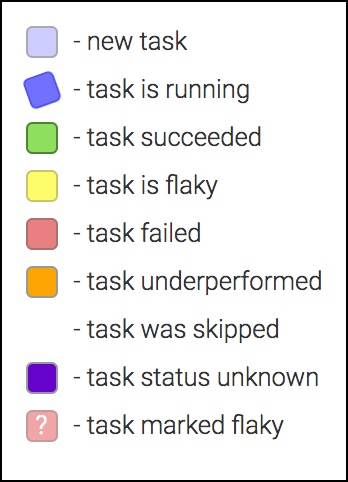 - new task
- task is running
- task succeeded
- task is flaky
- task failed
- task underperformed
- task was skipped
- task status unknown
? - task marked flaky